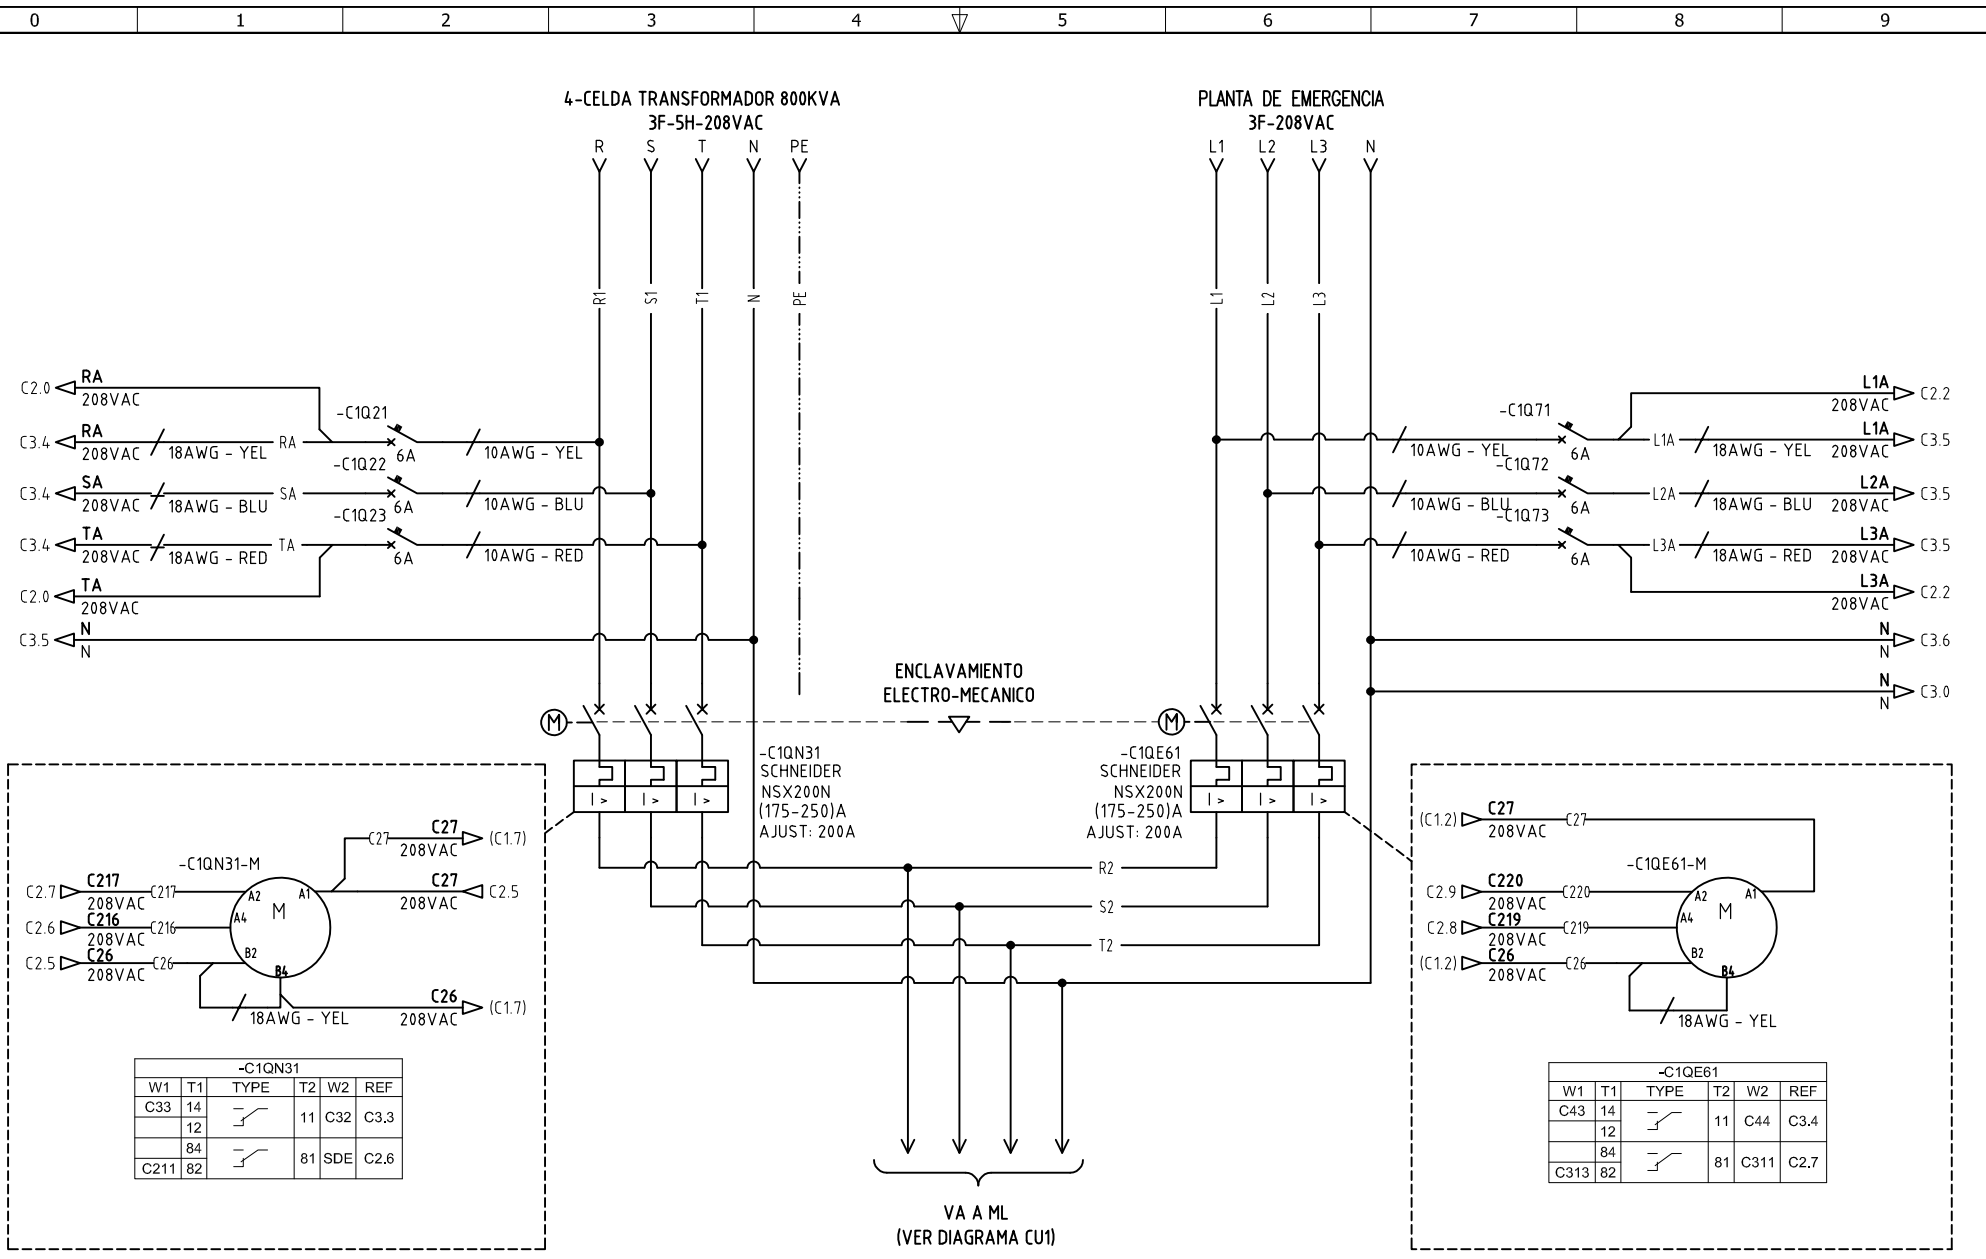 0 1 2 3 4 5 6 7 8 9
4-CELDA TRANSFORMADOR 800KVA
3F-5H-208VAC
R S T N PE
PLANTA DE EMERGENCIA
3F-208VAC
L1 L2 L3 N
R1 S1 T1 N PE
L1 L2 L3
C2.0 RA
208VAC
-C1Q21
C3.4 RA
208VAC 18AWG - YEL RA 6A 10AWG - YEL
-C1Q22
C3.4 SA
208VAC 18AWG - BLU SA 6A 10AWG - BLU
-C1Q23
C3.4 TA
208VAC 18AWG - RED TA 6A 10AWG - RED
C2.0 TA
208VAC
C3.5 N
N
L1A C2.2
208VAC
-C1Q71
L1A C3.5
10AWG - YEL 6A L1A 18AWG - YEL 208VAC
-C1Q72
L2A C3.5
10AWG - BLU 6A L2A 18AWG - BLU 208VAC
-C1Q73
L3A C3.5
10AWG - RED 6A L3A 18AWG - RED 208VAC
L3A C2.2
208VAC
N C3.6
N
N C3.0
N
ENCLAVAMIENTO
ELECTRO-MECANICO
M M
-C1QN31
SCHNEIDER
NSX200N
(175-250)A
AJUST: 200A
I > I > I >
-C1QE61
SCHNEIDER
NSX200N
(175-250)A
AJUST: 200A
I > I > I >
R2
S2
T2
C27 C27 (C1.7)
208VAC
-C1QN31-M
C2.7 C217 C217 A2 A1 C27 C2.5
208VAC M 208VAC
C2.6 C216 C216 A4
208VAC
C2.5 C26 C26 B2
208VAC B4
C26 (C1.7)
18AWG - YEL 208VAC
-C1QN31
W1 T1 TYPE T2 W2 REF
C33 14 11 C32 C3.3
12
84 81 SDE C2.6
C211 82
(C1.2) C27 C27
208VAC
-C1QE61-M
C2.9 C220 C220 A2 A1
208VAC M
C2.8 C219 C219 A4
208VAC
(C1.2) C26 C26 B2
208VAC B4
18AWG - YEL
-C1QE61
W1 T1 TYPE T2 W2 REF
C43 14 11 C44 C3.4
12
84 81 C311 C2.7
C313 82
VA A ML
(VER DIAGRAMA CU1)